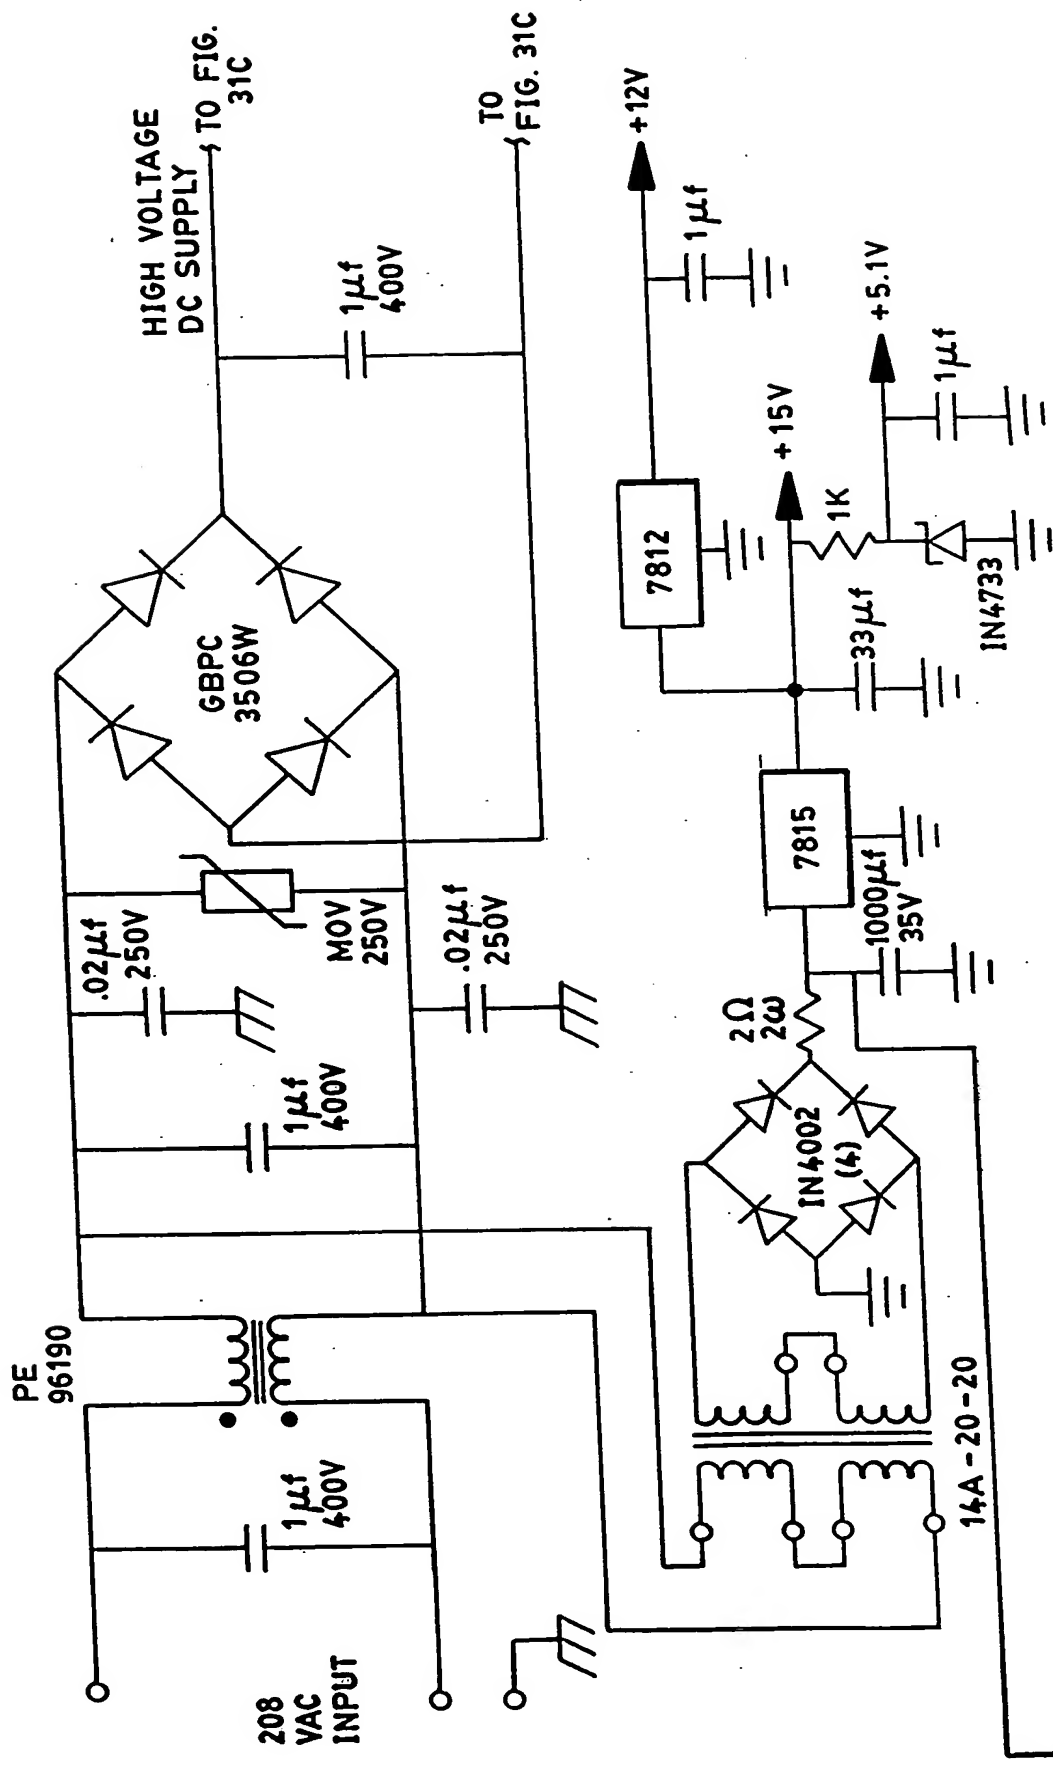 208
VAC
INPUT
1µf
400V
PE
96190
1µf
400V
.02µf
250V
.02µf
250V
MOV
250V
GBPC
3506W
HIGH VOLTAGE
DC SUPPLY
TO FIG.
31C
1µf
400V
TO
FIG. 31C
14A-20-20
IN4002
(4)
2Ω
2ω
1000µf
35V
7815
33µf
7812
+12V
1µf
+15V
1K
IN4733
+5.1V
1µf